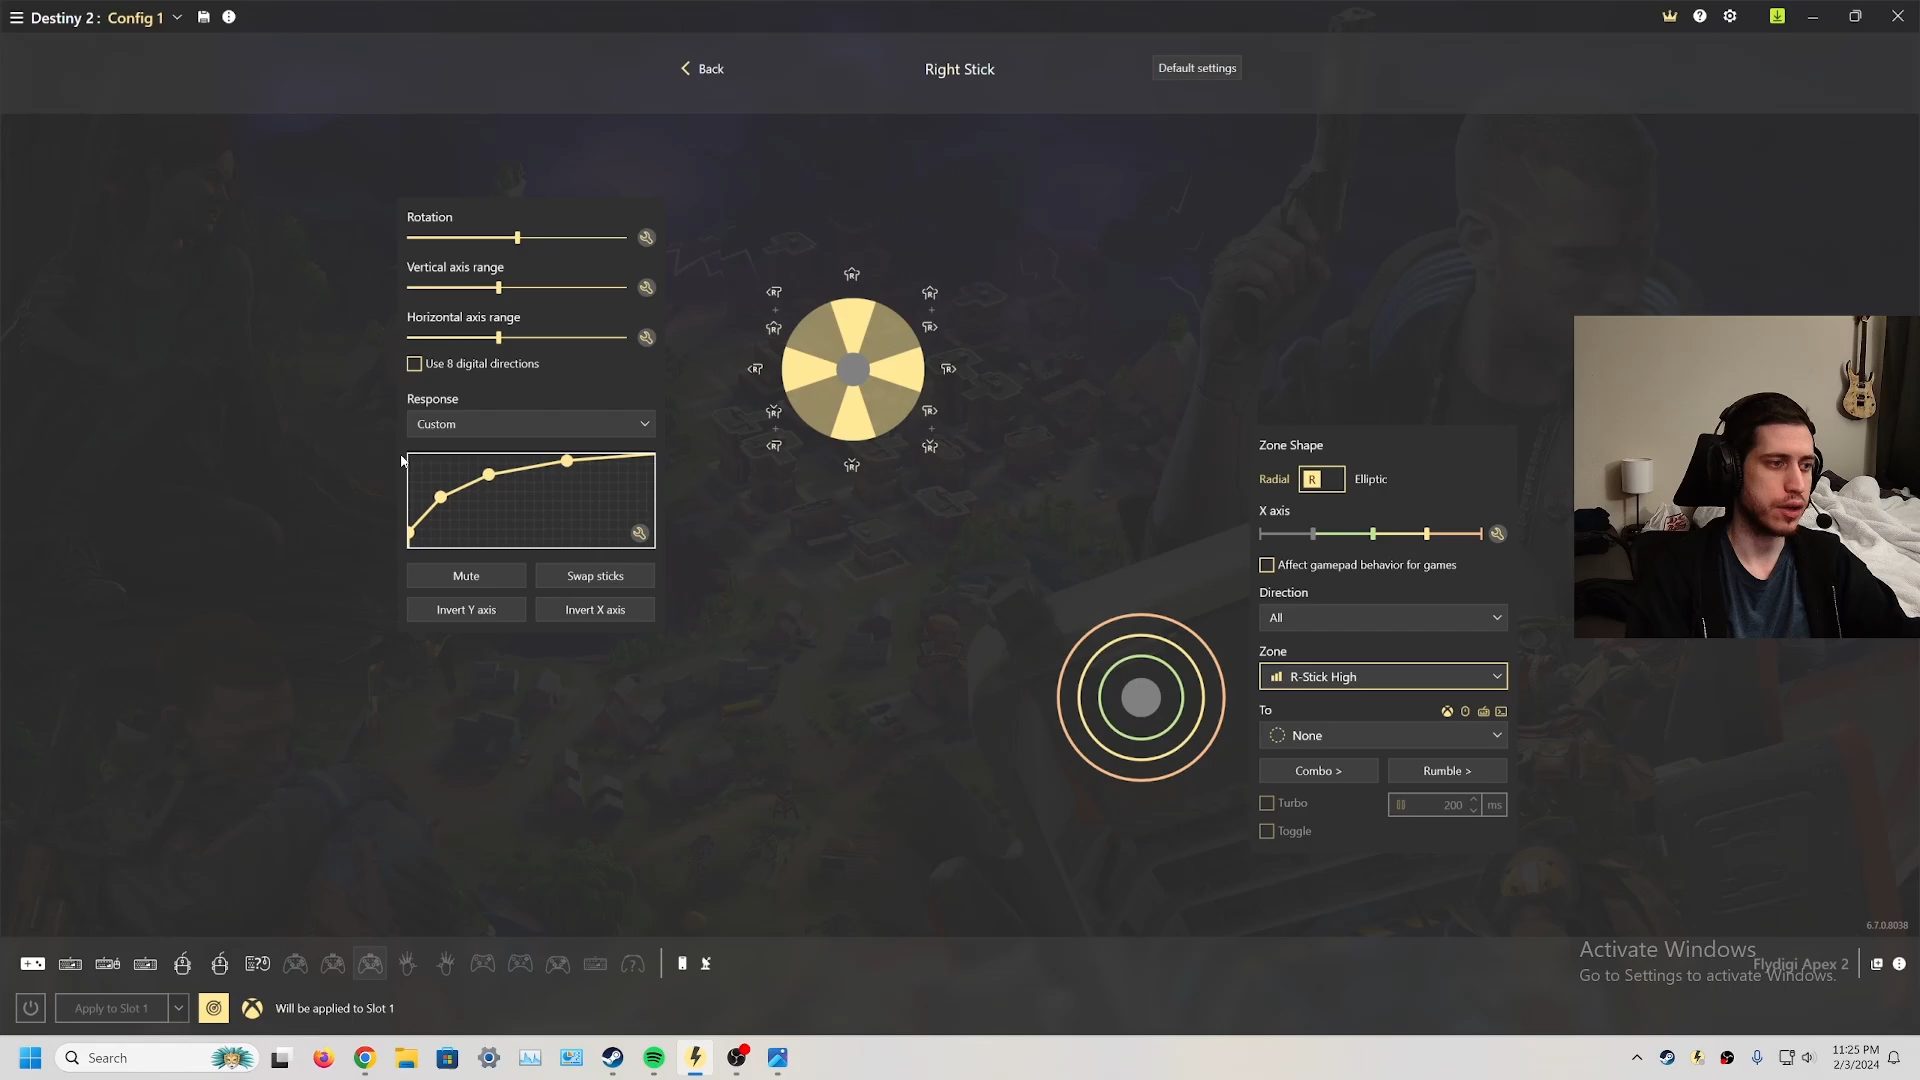 Destiny 2: Config 1
Back
Right Stick
Default settings
Rotation
Vertical axis range
Horizontal axis range
Use 8 digital directions
Response
Custom
Mute
Swap sticks
Invert Y axis
Invert X axis
Zone Shape
Radial R Elliptic
X axis
Affect gamepad behavior for games
Direction
All
Zone
R-Stick High
To
None
Combo >
Rumble >
Turbo
200 ms
Toggle
6.7.0.8038
Activate Windows
Flydigi Apex 2
Go to Settings to activate Windows.
Apply to Slot 1
Will be applied to Slot 1
Search
11:25 PM
2/3/2024